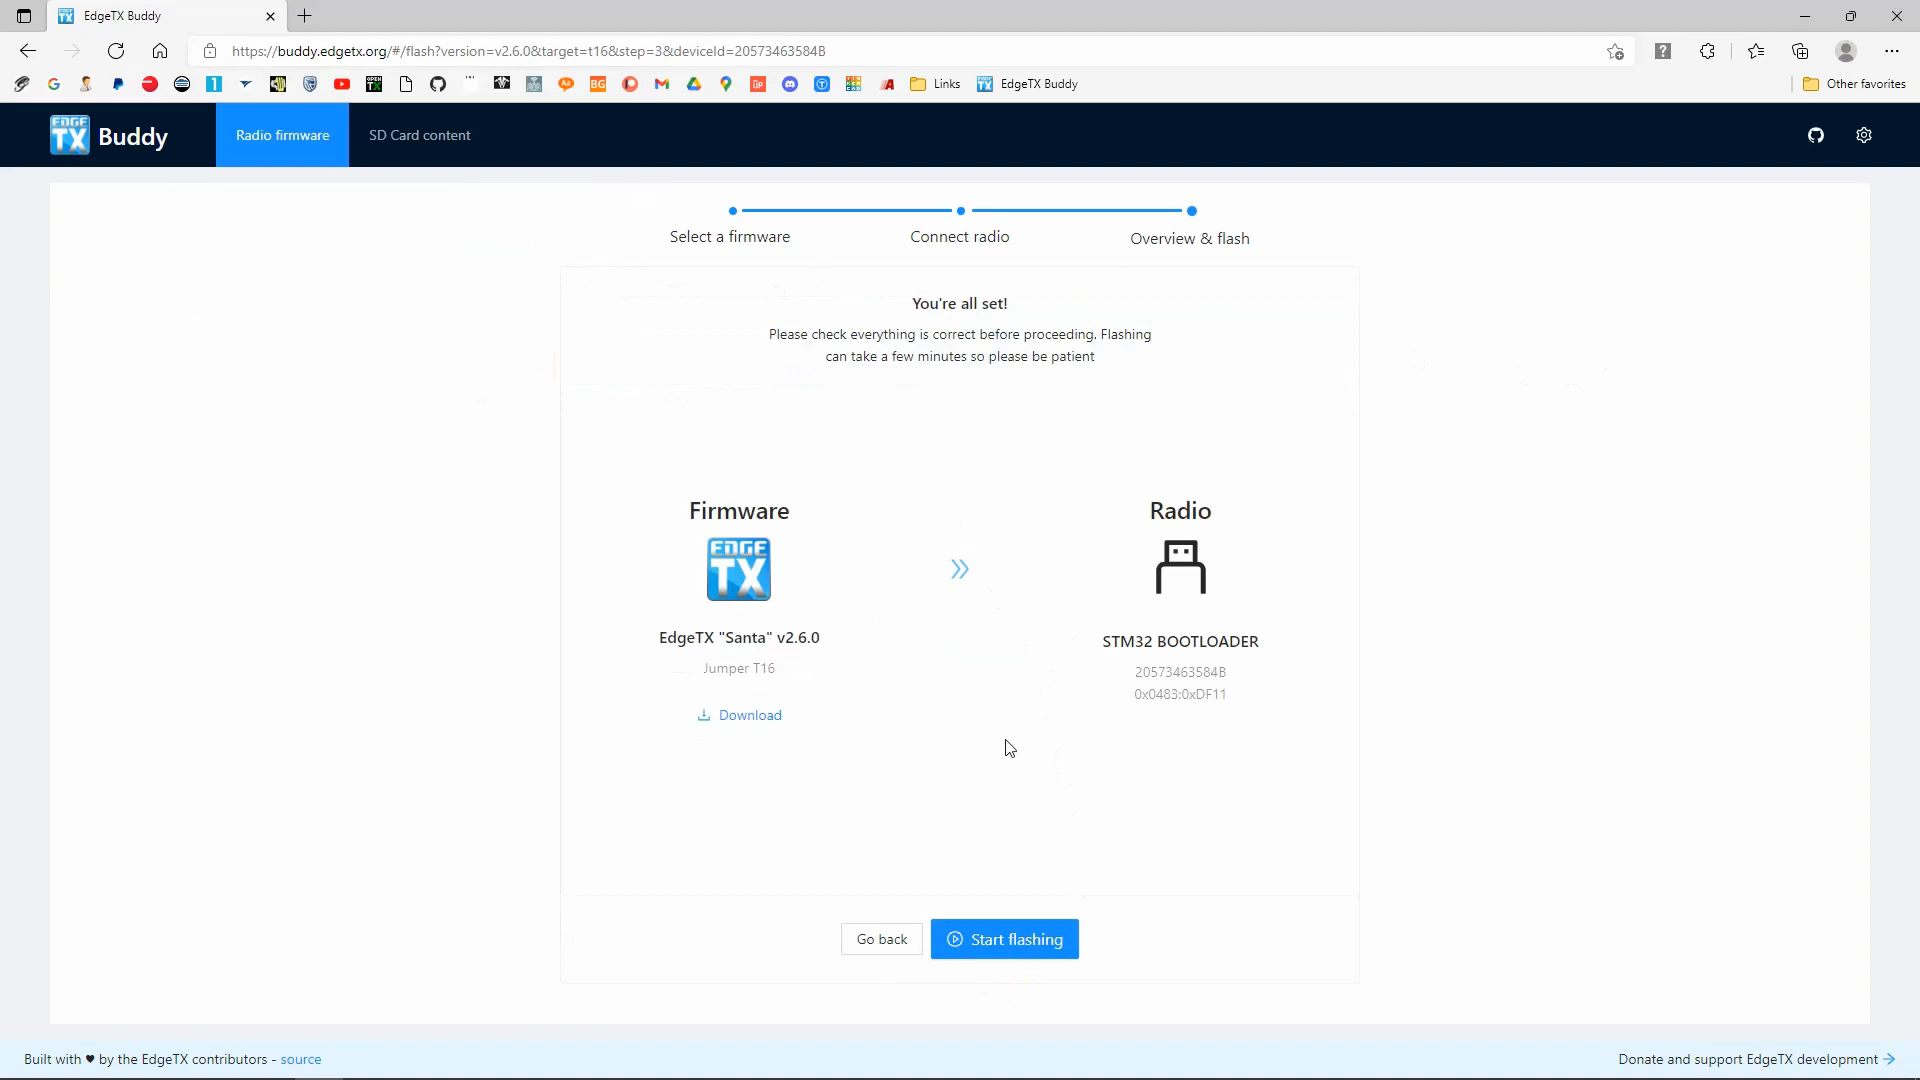 EdgeTX Buddy
https://buddy.edgetx.org/#/flash?version=v2.6.0&target=t16&step=3&deviceId=20573463584B
Links
EdgeTX Buddy
Other favorites
EDGE TX
Buddy
Radio firmware
SD Card content
Select a firmware
Connect radio
Overview & flash
You're all set!
Please check everything is correct before proceeding. Flashing
can take a few minutes so please be patient
Firmware
Radio
EDGE
TX
EdgeTX "Santa" v2.6.0
STM32 BOOTLOADER
Jumper T16
20573463584B
0x0483:0xDF11
Download
Go back
Start flashing
Built with ♥ by the EdgeTX contributors - source
Donate and support EdgeTX development →